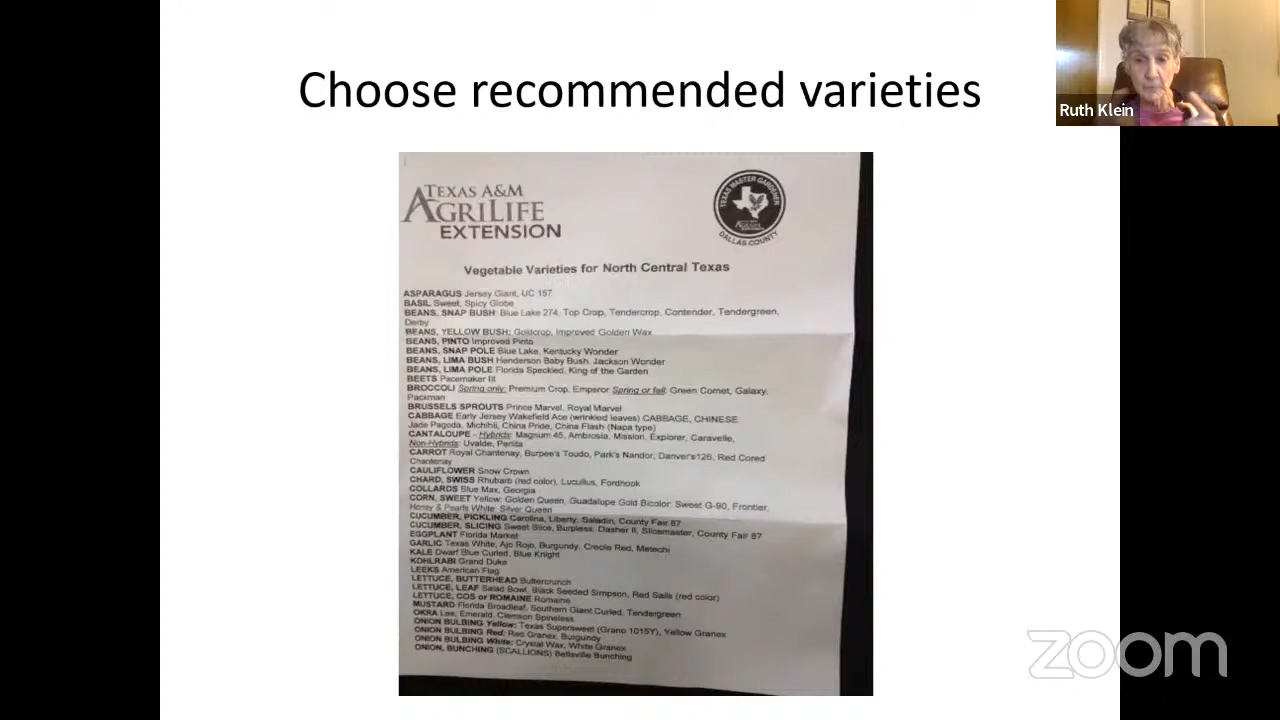 Choose recommended varieties
Ruth Klein
TEXAS A&M
AGRILIFE
EXTENSION
TEXAS MASTER GARDENER
DALLAS COUNTY
Vegetable Varieties for North Central Texas
ASPARAGUS Jersey Giant, UC 157
BASIL Sweet, Spicy Globe
BEANS, SNAP BUSH: Blue Lake 274, Top Crop, Tendercrop, Contender, Tendergreen,
Derby
BEANS, YELLOW BUSH: Goldcrop, Improved Golden Wax
BEANS, PINTO Improved Pinto
BEANS, SNAP POLE Blue Lake, Kentucky Wonder
BEANS, LIMA BUSH Henderson Baby Bush, Jackson Wonder
BEANS, LIMA POLE Florida Speckled, King of the Garden
BEETS Pacemaker III
BROCCOLI Spring only: Premium Crop, Emperor Spring or fall: Green Comet, Galaxy,
Packman
BRUSSELS SPROUTS Prince Marvel, Royal Marvel
CABBAGE Early Jersey Wakefield Ace (wrinkled leaves) CABBAGE, CHINESE
Jade Pagoda, Michihli, China Pride, China Flash (Napa type)
CANTALOUPE - Hybrids: Magnum 45, Ambrosia, Mission, Explorer, Caravelle,
Non-Hybrids: Uvalde, Perlita
CARROT Royal Chantenay, Burpee's Toudo, Park's Nandor, Danver's126, Red Cored
Chantenay
CAULIFLOWER Snow Crown
CHARD, SWISS Rhubarb (red color), Lucullus, Fordhook
COLLARDS Blue Max, Georgia
CORN, SWEET Yellow: Golden Queen, Guadalupe Gold Bicolor: Sweet G-90, Frontier,
Honey & Pearls White: Silver Queen
CUCUMBER, PICKLING Carolina, Liberty, Saladin, County Fair 87
CUCUMBER, SLICING Sweet Slice, Burpless, Dasher II, Slicemaster, County Fair 87
EGGPLANT Florida Market
GARLIC Texas White, Ajo Rojo, Burgundy, Creole Red, Metechi
KALE Dwarf Blue Curled, Blue Knight
KOHLRABI Grand Duke
LEEKS American Flag
LETTUCE, BUTTERHEAD Buttercrunch
LETTUCE, LEAF Salad Bowl, Black Seeded Simpson, Red Sails (red color)
LETTUCE, COS or ROMAINE Romaine
MUSTARD Florida Broadleaf, Southern Giant Curled, Tendergreen
OKRA Lee, Emerald, Clemson Spineless
ONION BULBING Yellow: Texas Supersweet (Grano 1015Y), Yellow Granex
ONION BULBING Red: Red Granex, Burgundy
ONION BULBING White: Crystal Wax, White Granex
ONION, BUNCHING (SCALLIONS) Beltsville Bunching
zoom